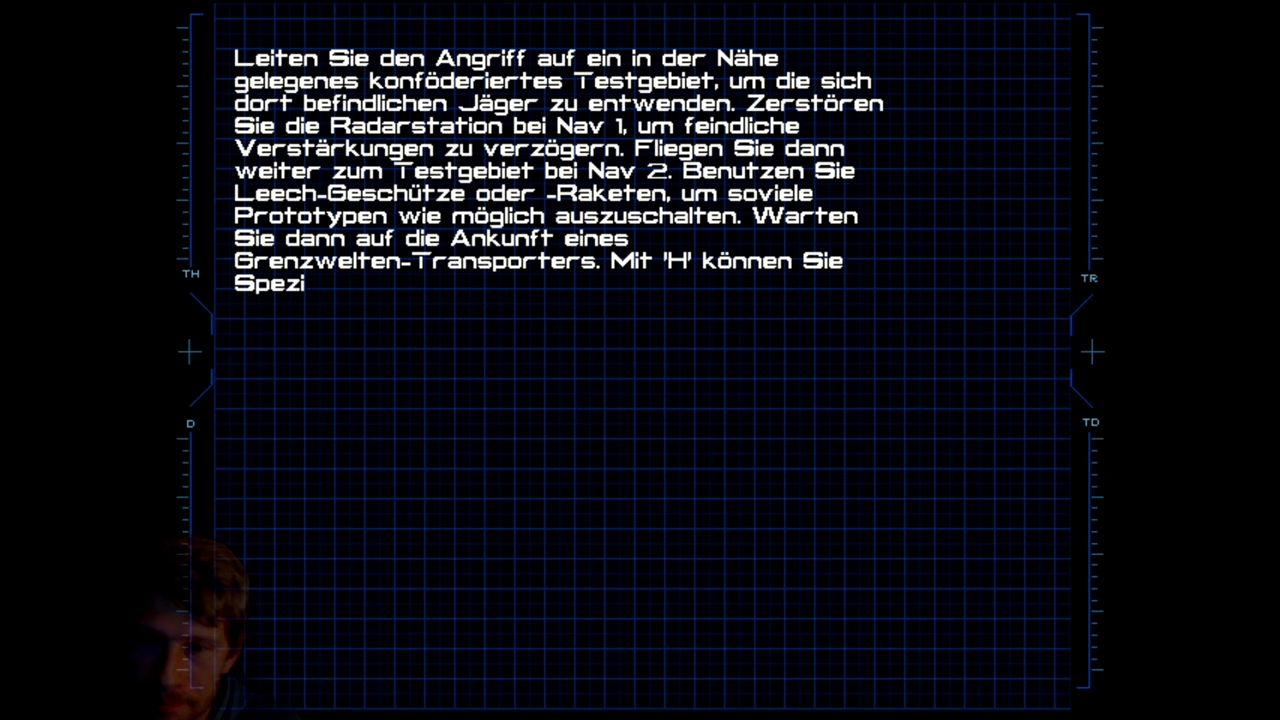 Leiten Sie den Angriff auf ein in der Nähe
gelegenes konföderiertes Testgebiet, um die sich
dort befindlichen Jäger zu entwenden. Zerstören
Sie die Radarstation bei Nav 1, um feindliche
Verstärkungen zu verzögern. Fliegen Sie dann
weiter zum Testgebiet bei Nav 2. Benutzen Sie
Leech-Geschütze oder -Raketen, um soviele
Prototypen wie möglich auszuschalten. Warten
Sie dann auf die Ankunft eines
Grenzwelten-Transporters. Mit 'H' können Sie
Spezi
TH
TR
D
TD